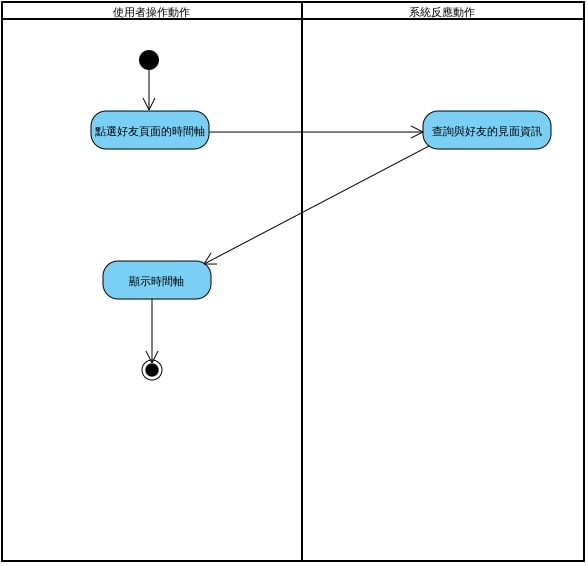 使用者操作動作
系統反應動作
點選好友頁面的時間軸
查詢與好友的見面資訊
顯示時間軸